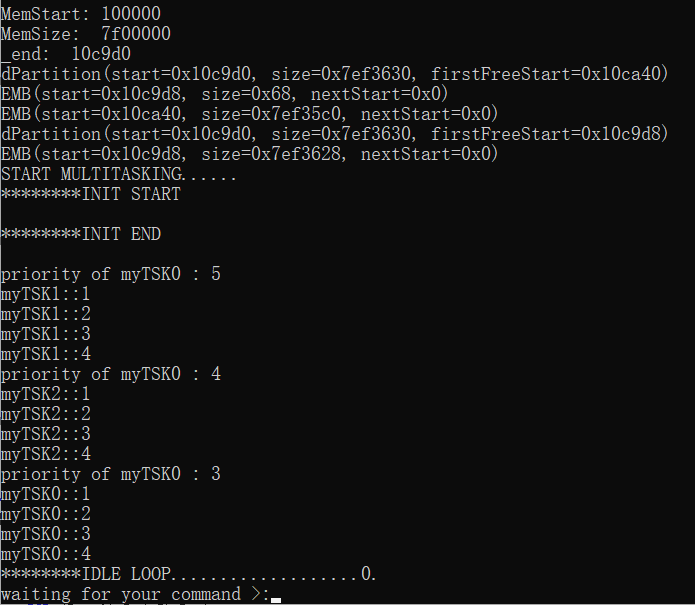 MemStart: 100000
MemSize:  7f00000
_end:  10c9d0
dPartition(start=0x10c9d0, size=0x7ef3630, firstFreeStart=0x10ca40)
EMB(start=0x10c9d8, size=0x68, nextStart=0x0)
EMB(start=0x10ca40, size=0x7ef35c0, nextStart=0x0)
dPartition(start=0x10c9d0, size=0x7ef3630, firstFreeStart=0x10c9d8)
EMB(start=0x10c9d8, size=0x7ef3628, nextStart=0x0)
START MULTITASKING......
********INIT START
********INIT END
priority of myTSK0 : 5
myTSK1::1
myTSK1::2
myTSK1::3
myTSK1::4
priority of myTSK0 : 4
myTSK2::1
myTSK2::2
myTSK2::3
myTSK2::4
priority of myTSK0 : 3
myTSK0::1
myTSK0::2
myTSK0::3
myTSK0::4
********IDLE LOOP...................0.
waiting for your command >: